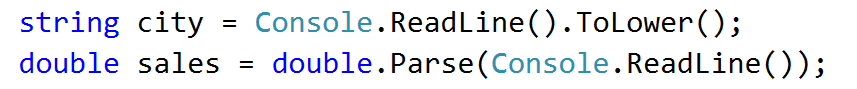 string city = Console.ReadLine().ToLower();
double sales = double.Parse(Console.ReadLine());